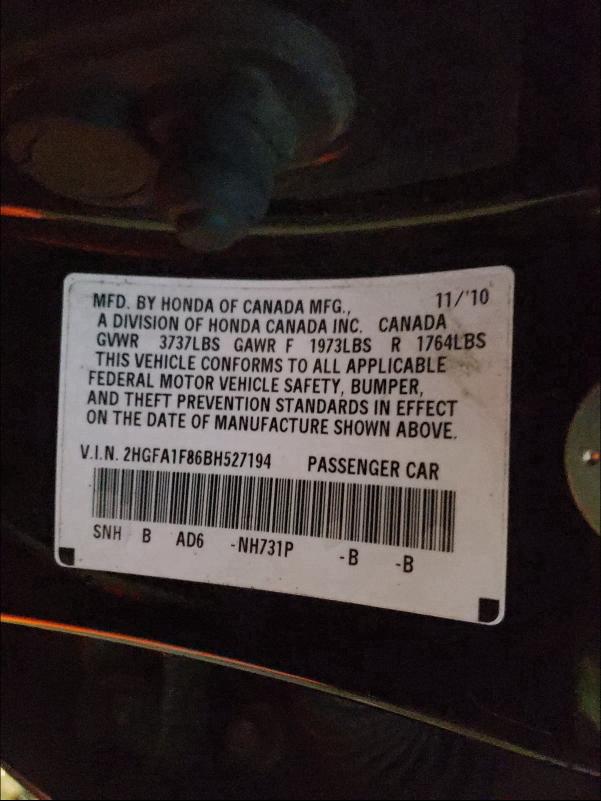 MFD. BY HONDA OF CANADA MFG., 11/'10
A DIVISION OF HONDA CANADA INC. CANADA
GVWR 3737LBS GAWR F 1973LBS R 1764LBS
THIS VEHICLE CONFORMS TO ALL APPLICABLE
FEDERAL MOTOR VEHICLE SAFETY, BUMPER,
AND THEFT PREVENTION STANDARDS IN EFFECT
ON THE DATE OF MANUFACTURE SHOWN ABOVE.
V.I.N. 2HGFA1F86BH527194 PASSENGER CAR
SNH B AD6 -NH731P -B -B